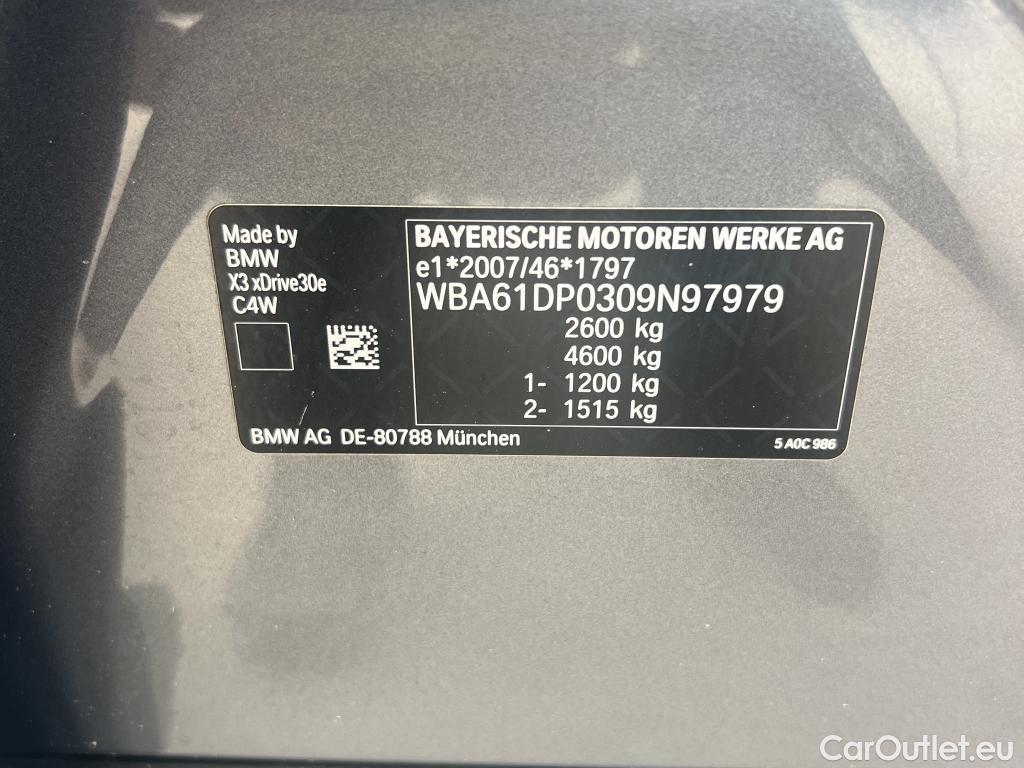 Made by
BMW
X3 xDrive30e
C4W
BAYERISCHE MOTOREN WERKE AG
e1*2007/46*1797
WBA61DP0309N97979
2600 kg
4600 kg
1- 1200 kg
2- 1515 kg
BMW AG DE-80788 München
5 A0C 986
CarOutlet.eu